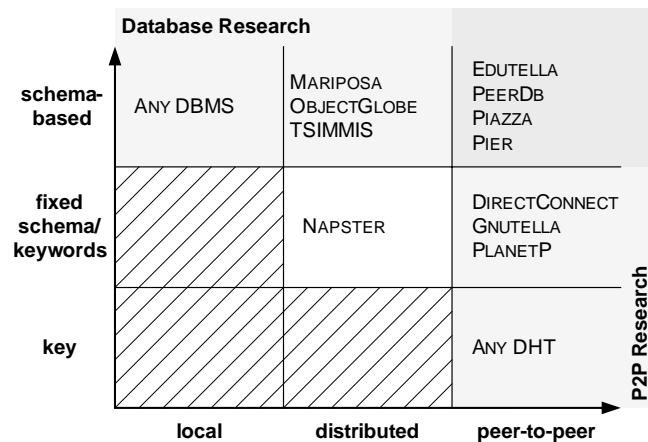 Database Research
schema-
based
ANY DBMS
MARIPOSA
OBJECTGLOBE
TSIMMIS
EDUTELLA
PEERDB
PIAZZA
PIER
fixed
schema/
keywords
NAPSTER
DIRECTCONNECT
GNUTELLA
PLANETP
key
ANY DHT
P2P Research
local
distributed
peer-to-peer